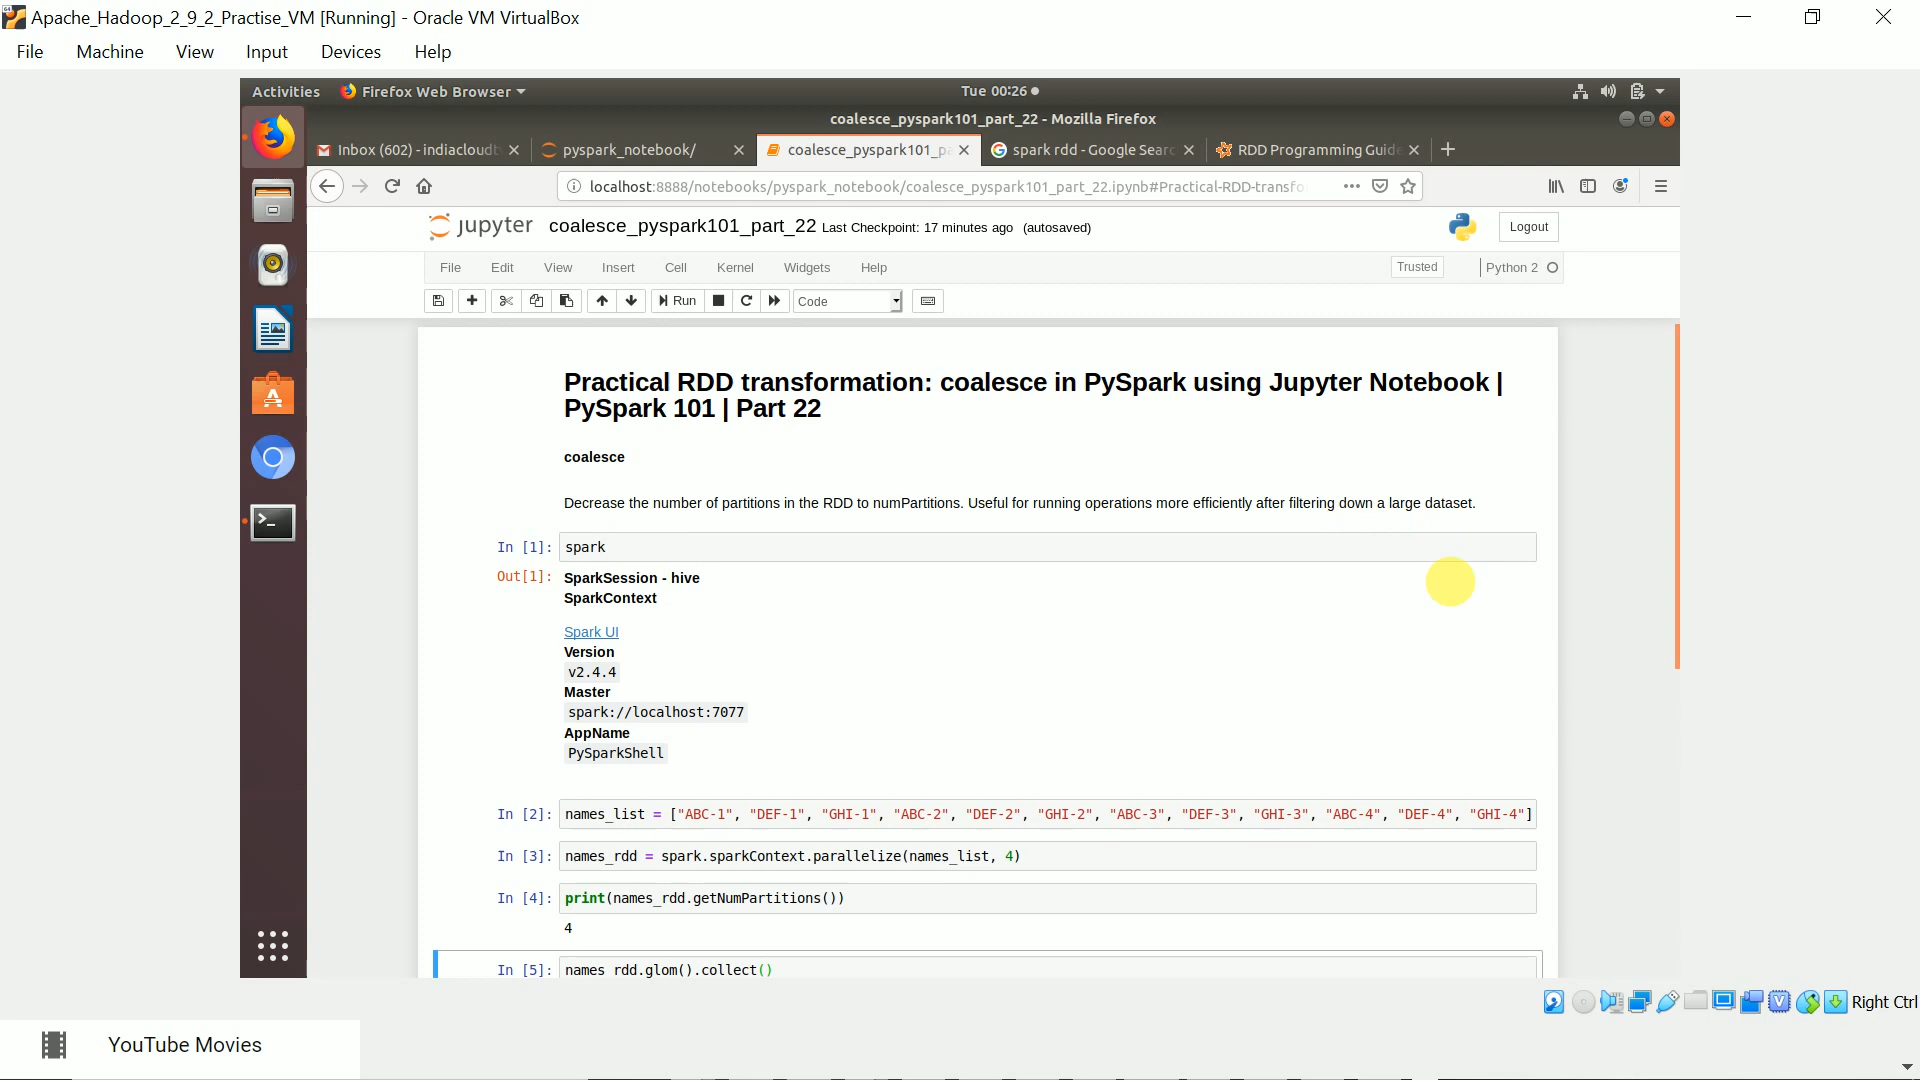 Apache_Hadoop_2_9_2_Practise_VM [Running] - Oracle VM VirtualBox
File Machine View Input Devices Help
Activities Firefox Web Browser Tue 00:26
coalesce_pyspark101_part_22 - Mozilla Firefox
Inbox (602) - indiacloudt pyspark_notebook/ coalesce_pyspark101_pa spark rdd - Google Searc RDD Programming Guide
localhost:8888/notebooks/pyspark_notebook/coalesce_pyspark101_part_22.ipynb#Practical-RDD-transfo
jupyter coalesce_pyspark101_part_22 Last Checkpoint: 17 minutes ago (autosaved) Logout
File Edit View Insert Cell Kernel Widgets Help Trusted Python 2
Run Code
Practical RDD transformation: coalesce in PySpark using Jupyter Notebook |
PySpark 101 | Part 22
coalesce
Decrease the number of partitions in the RDD to numPartitions. Useful for running operations more efficiently after filtering down a large dataset.
In [1]: spark
Out[1]: SparkSession - hive
SparkContext
Spark UI
Version
v2.4.4
Master
spark://localhost:7077
AppName
PySparkShell
In [2]: names_list = ["ABC-1", "DEF-1", "GHI-1", "ABC-2", "DEF-2", "GHI-2", "ABC-3", "DEF-3", "GHI-3", "ABC-4", "DEF-4", "GHI-4"]
In [3]: names_rdd = spark.sparkContext.parallelize(names_list, 4)
In [4]: print(names_rdd.getNumPartitions())
4
In [5]: names_rdd.glom().collect()
Right Ctrl
YouTube Movies